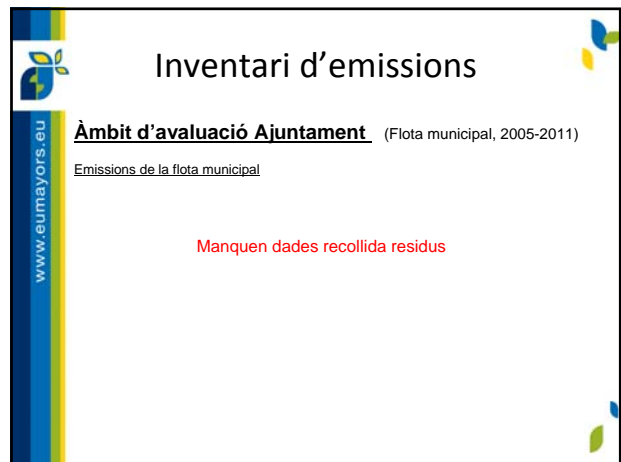 Inventari d’emissions
www.eumayors.eu
Àmbit d’avaluació Ajuntament (Flota municipal, 2005-2011)
Emissions de la flota municipal
Manquen dades recollida residus